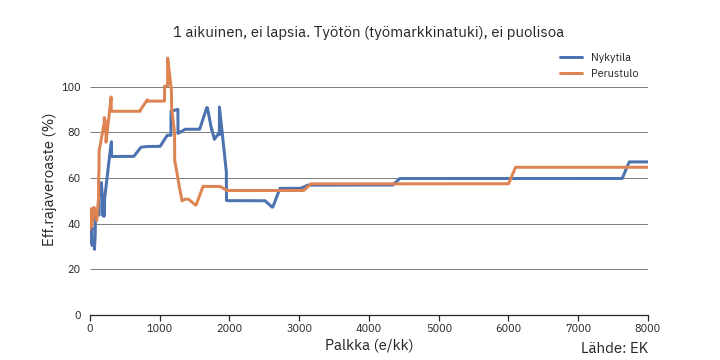 1 aikuinen, ei lapsia. Työtön (työmarkkinatuki), ei puolisoa
Nykytila
Perustulo
Eff.rajaveroaste (%)
100
80
60
40
20
0
0 1000 2000 3000 4000 5000 6000 7000 8000
Palkka (e/kk)
Lähde: EK